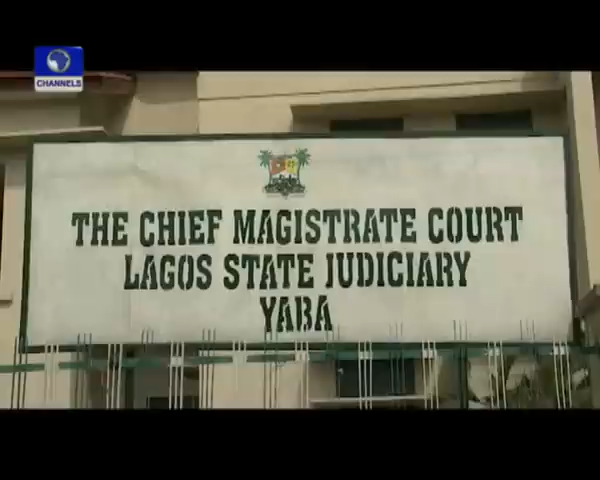 CHANNELS
THE CHIEF MAGISTRATE COURT
LAGOS STATE JUDICIARY
YABA